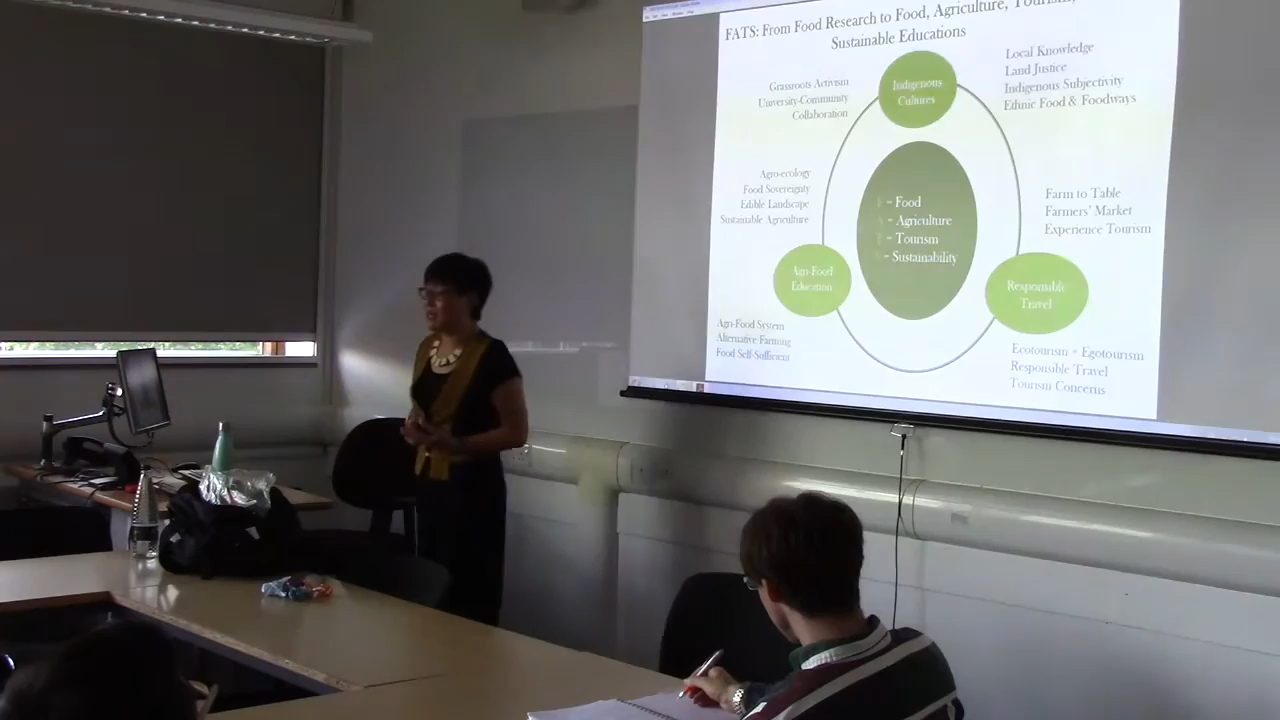 FATS: From Food Research to Food, Agriculture, Tourism,
Sustainable Educations
Indigenous
Cultures
Grassroots Activism
University-Community
Collaboration
Local Knowledge
Land Justice
Indigenous Subjectivity
Ethnic Food & Foodways
Agro-ecology
Food Sovereignty
Edible Landscape
Sustainable Agriculture
- Food
- Agriculture
- Tourism
- Sustainability
Farm to Table
Farmers' Market
Experience Tourism
Agri-Food
Education
Responsible
Travel
Agri-Food System
Alternative Farming
Food Self-Sufficient
Ecotourism + Egotourism
Responsible Travel
Tourism Concerns